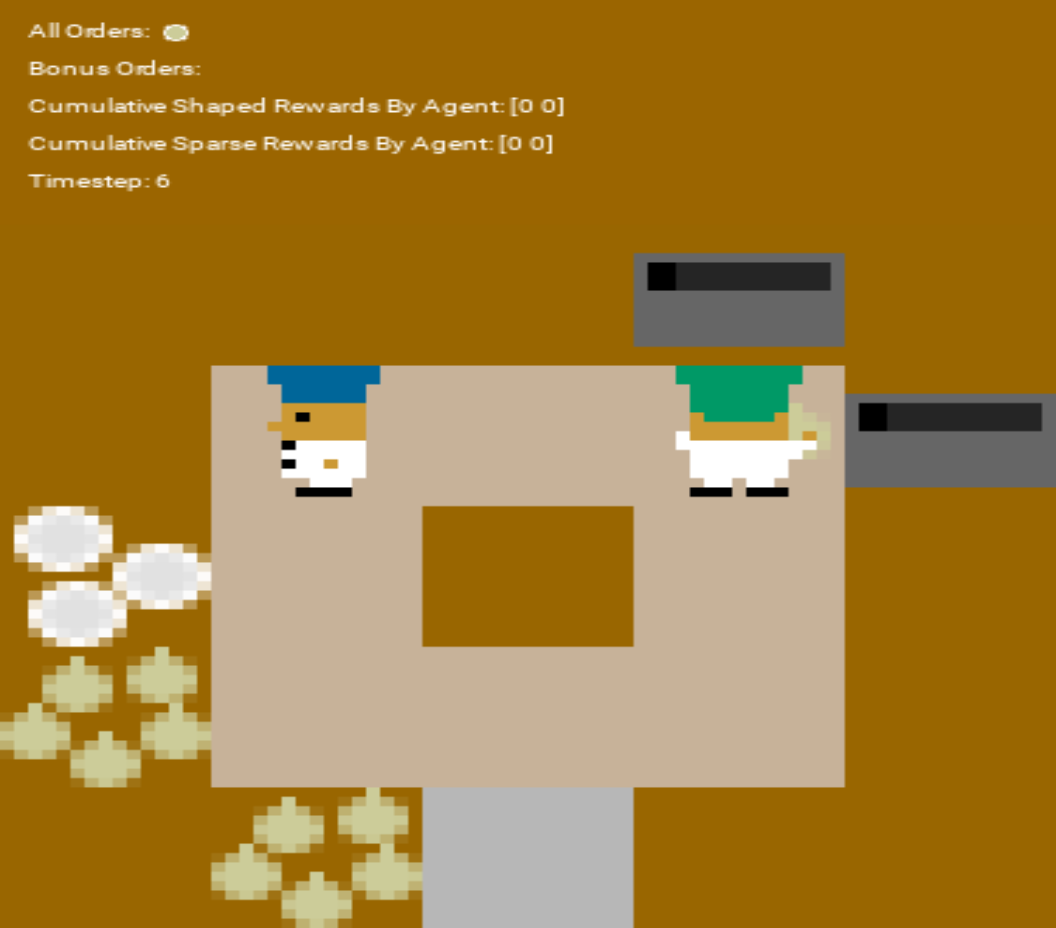 All Orders:
Bonus Orders:
Cumulative Shaped Rewards By Agent: [0 0]
Cumulative Sparse Rewards By Agent: [0 0]
Timestep: 6